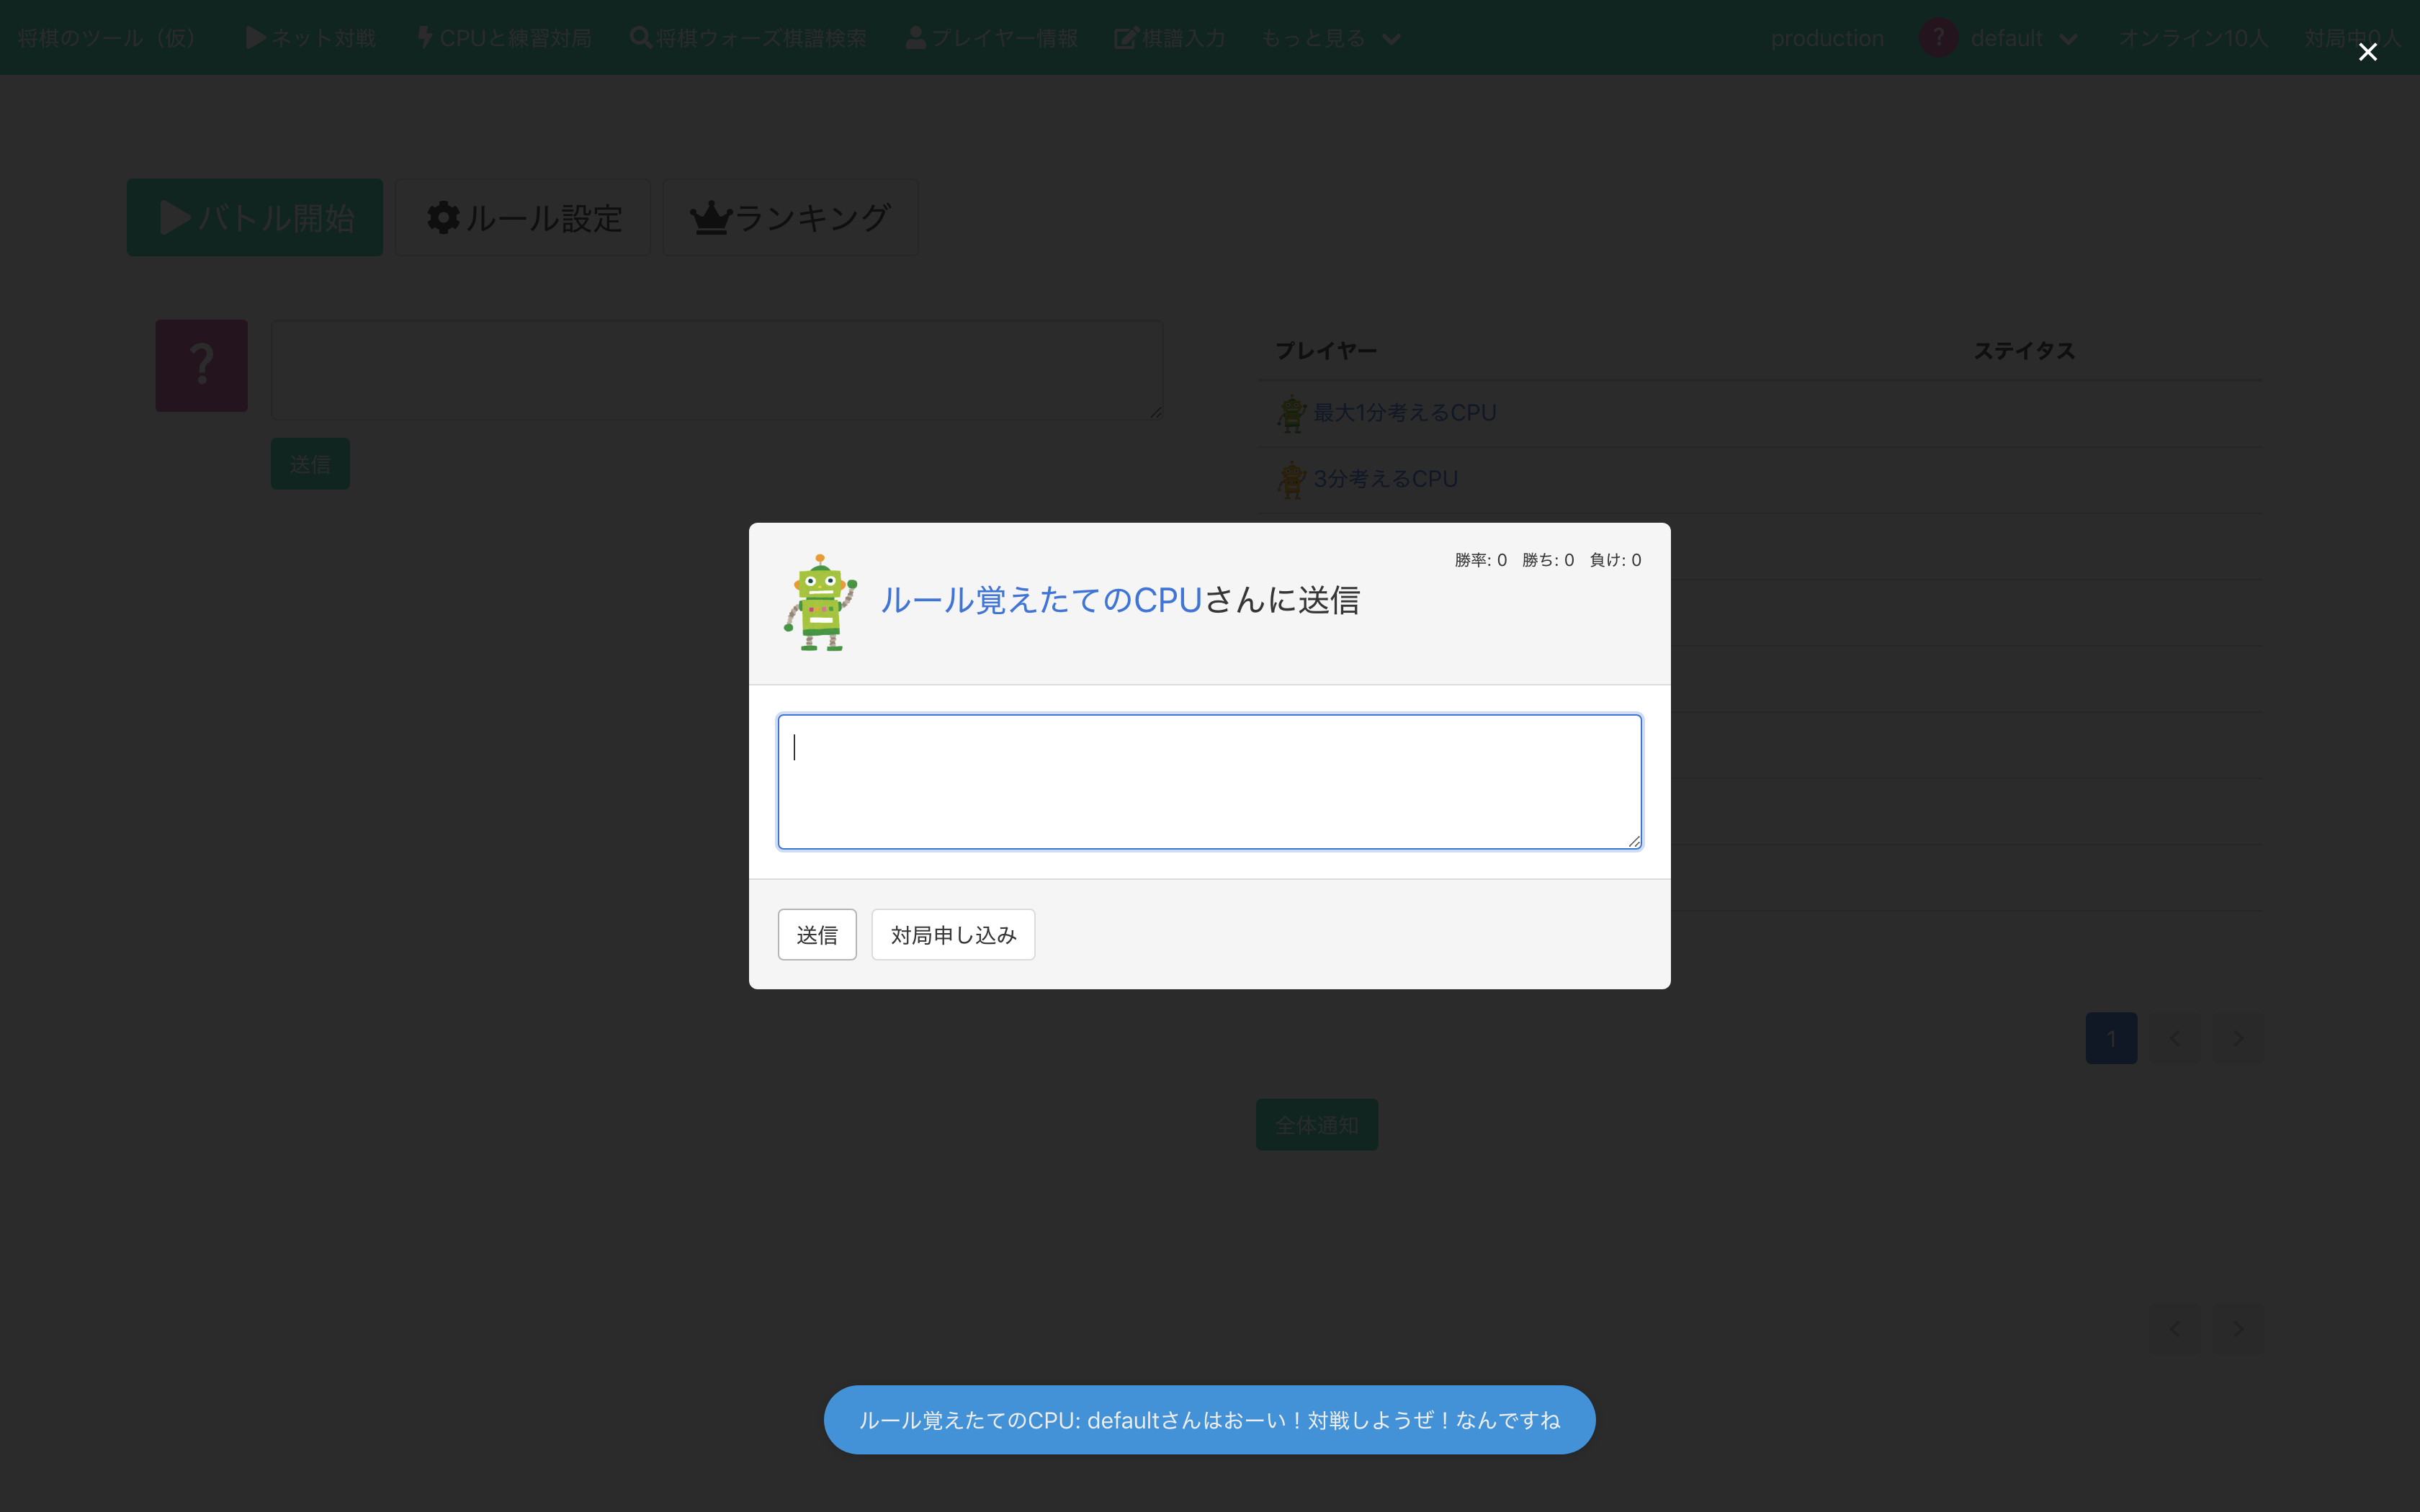 将棋のツール（仮） ネット対戦 CPUと練習対局 将棋ウォーズ棋譜検索 プレイヤー情報 棋譜入力 もっと見る production ? default オンライン10人 対局中0人
バトル開始 ルール設定 ランキング
?
送信
プレイヤー ステイタス
最大1分考えるCPU
3分考えるCPU
勝率: 0 勝ち: 0 負け: 0
ルール覚えたてのCPUさんに送信
送信 対局申し込み
1
全体通知
ルール覚えたてのCPU: defaultさんはおーい！対戦しようぜ！なんですね